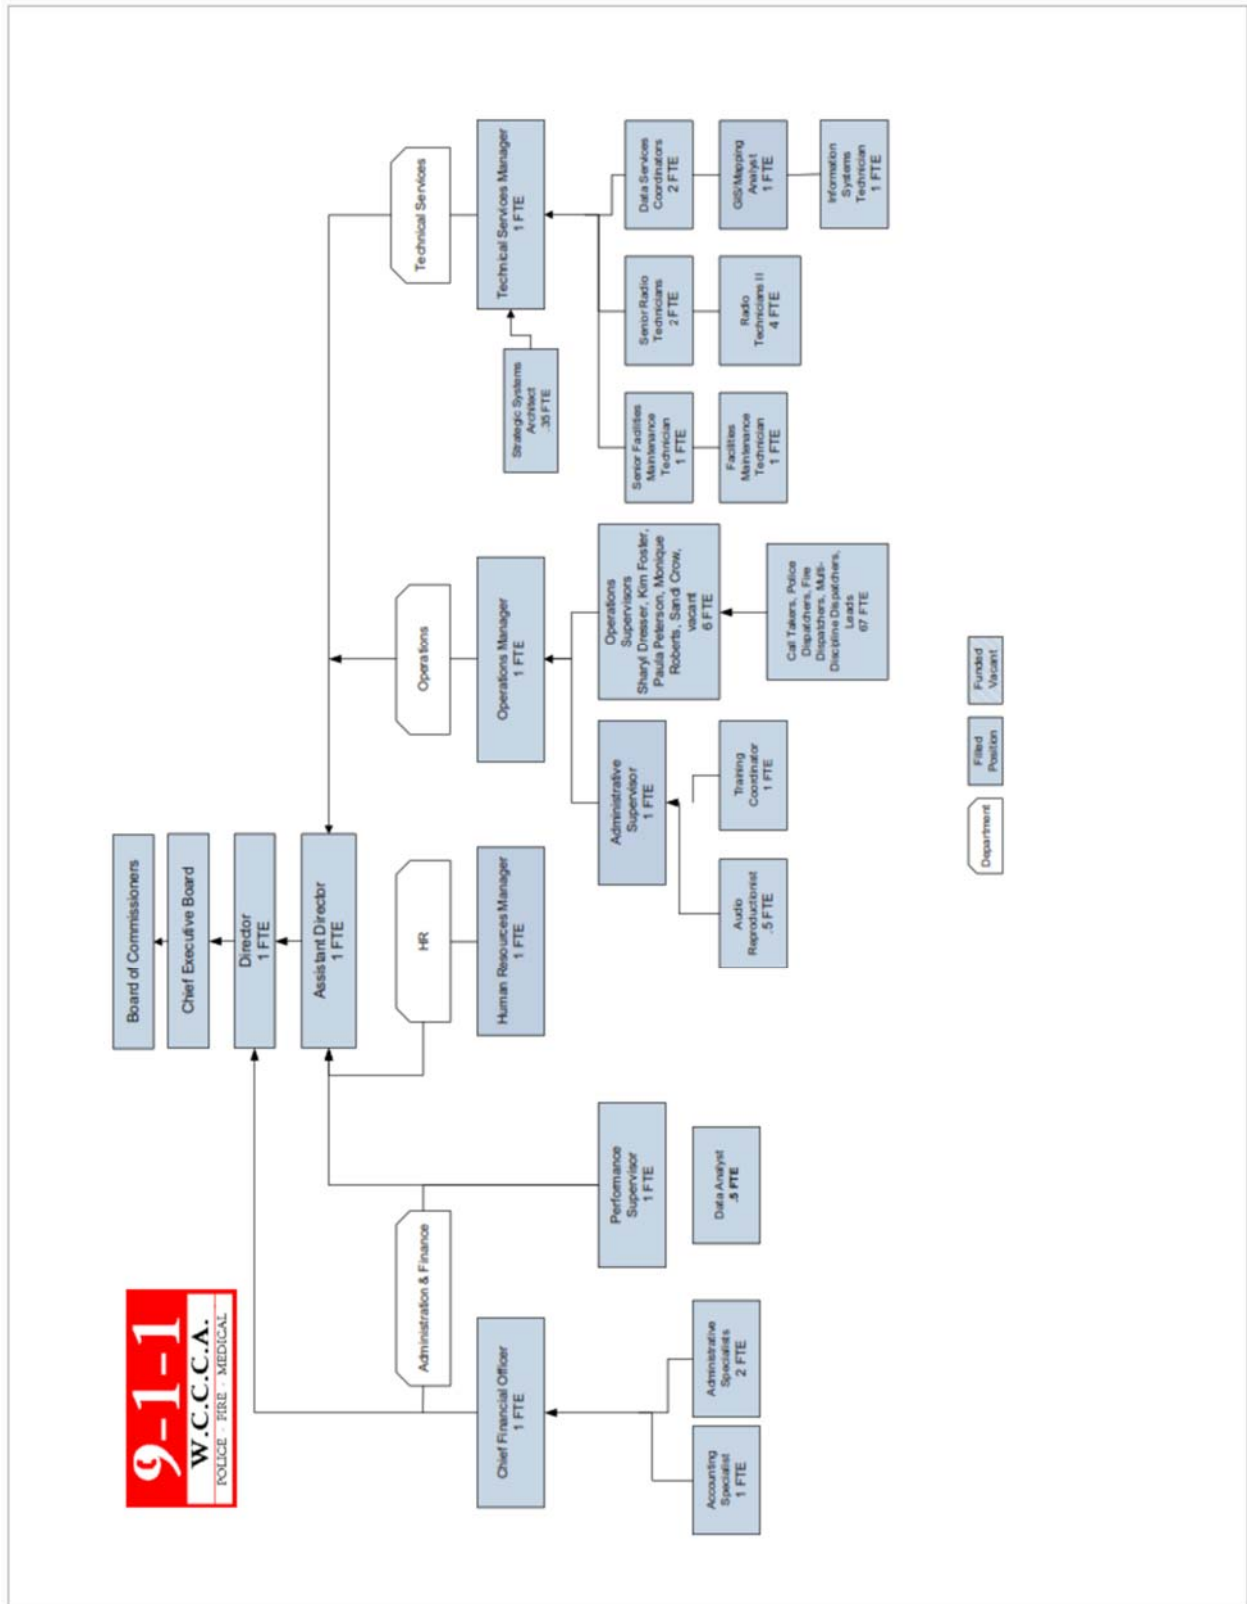 9-1-1
W.C.C.C.A.
POLICE - FIRE - MEDICAL
Board of Commissioners
Chief Executive Board
Director
1 FTE
Assistant Director
1 FTE
Administration & Finance
HR
Operations
Technical Services
Chief Financial Officer
1 FTE
Human Resources Manager
1 FTE
Operations Manager
1 FTE
Technical Services Manager
1 FTE
Strategic Systems
Architect
.35 FTE
Performance
Supervisor
1 FTE
Administrative
Supervisor
1 FTE
Operations
Supervisors
Sharyl Dresser, Kim Foster,
Paula Peterson, Monique
Roberts, Sandi Crow,
vacant
6 FTE
Senior Facilities
Maintenance
Technician
1 FTE
Senior Radio
Technicians
2 FTE
Data Services
Coordinators
2 FTE
Accounting
Specialist
1 FTE
Administrative
Specialists
2 FTE
Data Analyst
.5 FTE
Audio
Reproductionist
.5 FTE
Training
Coordinator
1 FTE
Call Takers, Police
Dispatchers, Fire
Dispatchers, Multi-
Discipline Dispatchers,
Leads
67 FTE
Facilities
Maintenance
Technician
1 FTE
Radio
Technicians II
4 FTE
GIS/Mapping
Analyst
1 FTE
Information
Systems
Technician
1 FTE
Department
Filled
Position
Funded
Vacant